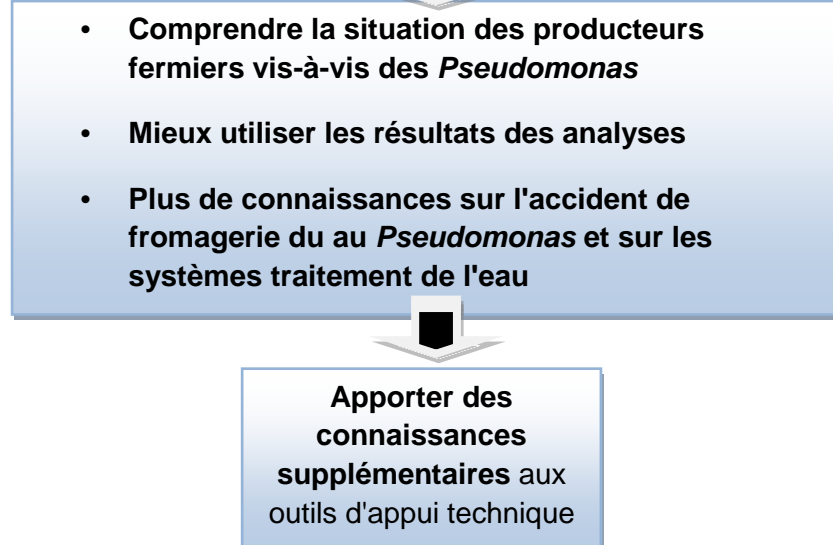 • Comprendre la situation des producteurs
fermiers vis-à-vis des Pseudomonas
• Mieux utiliser les résultats des analyses
• Plus de connaissances sur l'accident de
fromagerie du au Pseudomonas et sur les
systèmes traitement de l'eau
Apporter des
connaissances
supplémentaires aux
outils d'appui technique